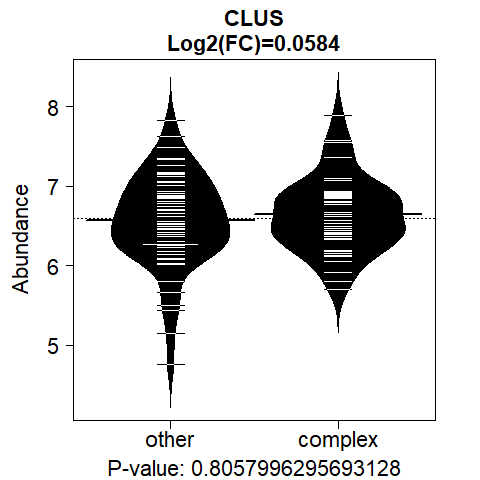 CLUS
Log2(FC)=0.0584
Abundance
8
7
6
5
other complex
P-value: 0.8057996295693128